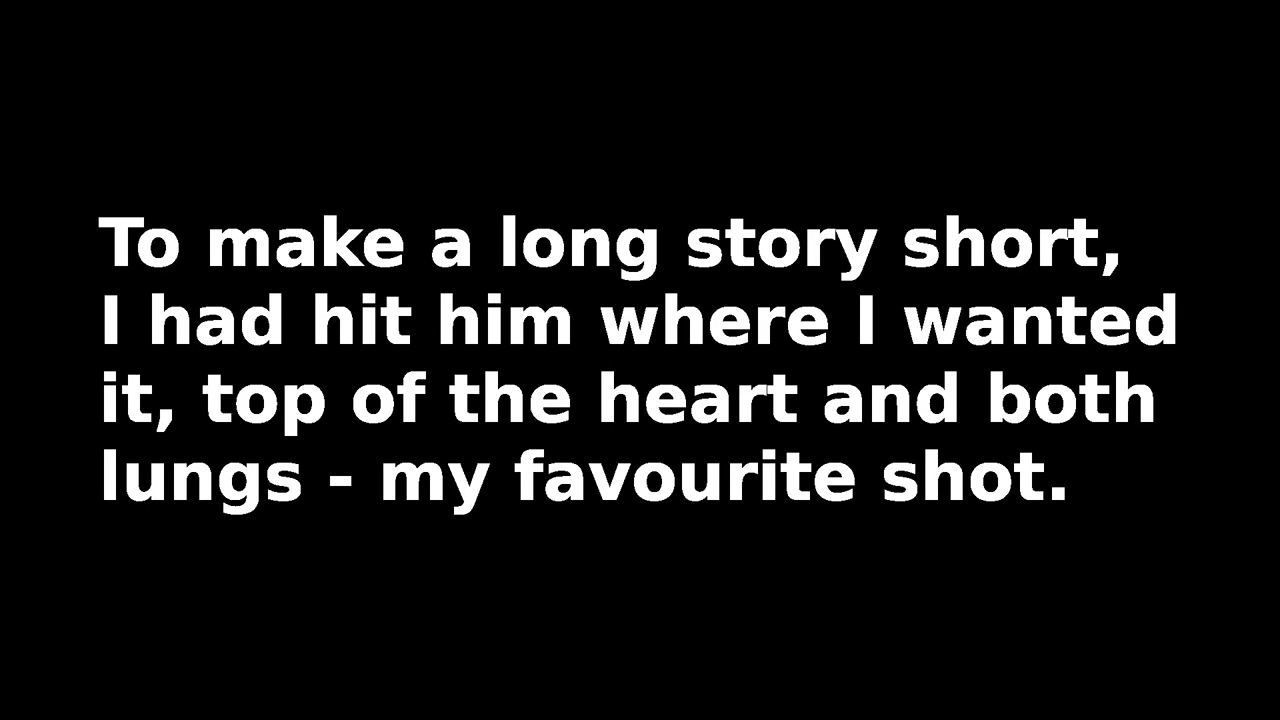 To make a long story short,
I had hit him where I wanted
it, top of the heart and both
lungs - my favourite shot.